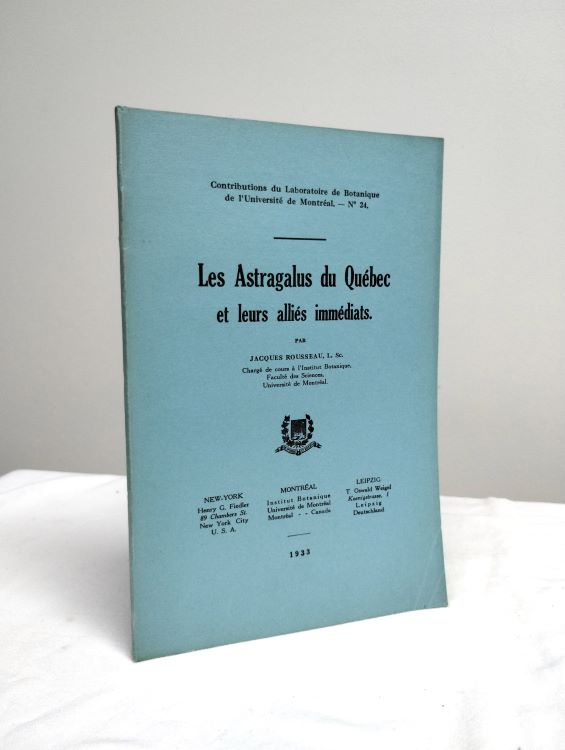 Contributions du Laboratoire de Botanique
de l'Université de Montréal. — N° 24.
Les Astragalus du Québec
et leurs alliés immédiats.
PAR
JACQUES ROUSSEAU, L. Sc.
Chargé de cours à l'Institut Botanique,
Faculté des Sciences,
Université de Montréal.
NEW-YORK
Henry G. Fiedler
89 Chambers St.
New York City
U. S. A.
MONTRÉAL
Institut Botanique
Université de Montréal
Montréal - - Canada
LEIPZIG
T. Oswald Weigel
Koenigstrasse, 1
Leipzig
Deutschland
1933